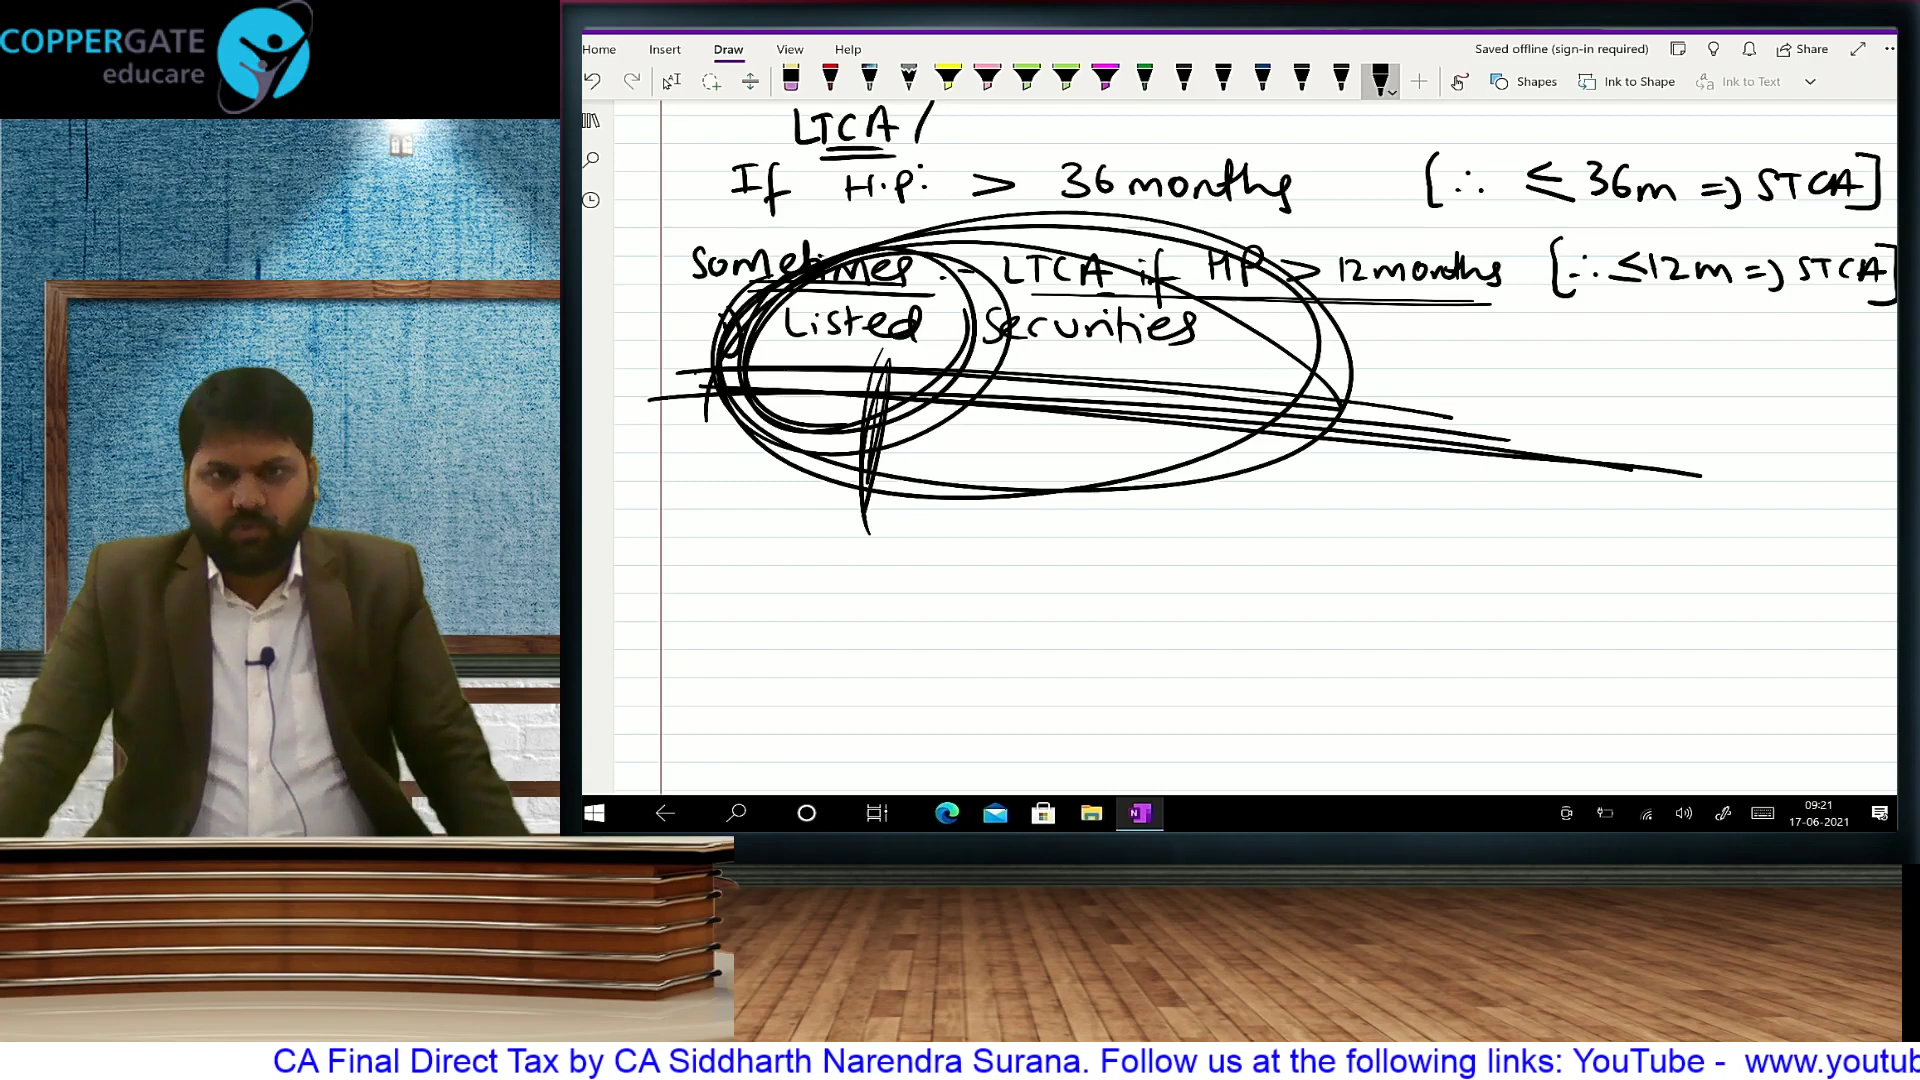 COPPERGATE
educare
Home Insert Draw View Help Saved offline (sign-in required) Share
Shapes Ink to Shape Ink to Text
LTCA
If H.P. > 36 months [∴ ≤ 36m => STCA]
Sometimes :- LTCA if HP > 12 months [∴ ≤12m => STCA]
Listed Securities
09:21
17-06-2021
CA Final Direct Tax by CA Siddharth Narendra Surana. Follow us at the following links: YouTube - www.youtub